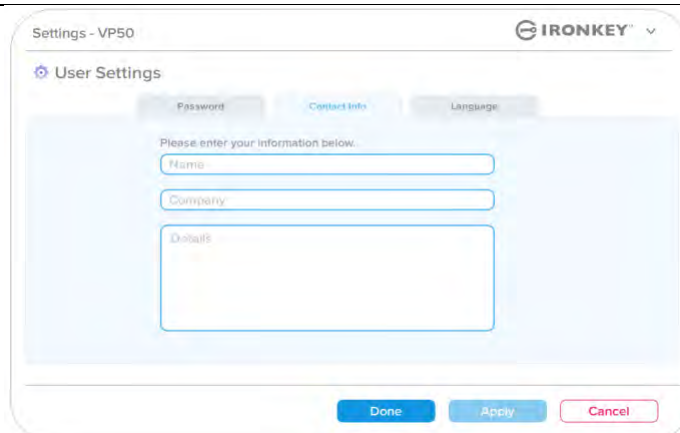 Settings - VP50
IRONKEY™
User Settings
Password
Contact Info
Language
Please enter your information below.
Name
Company
Details
Done
Apply
Cancel